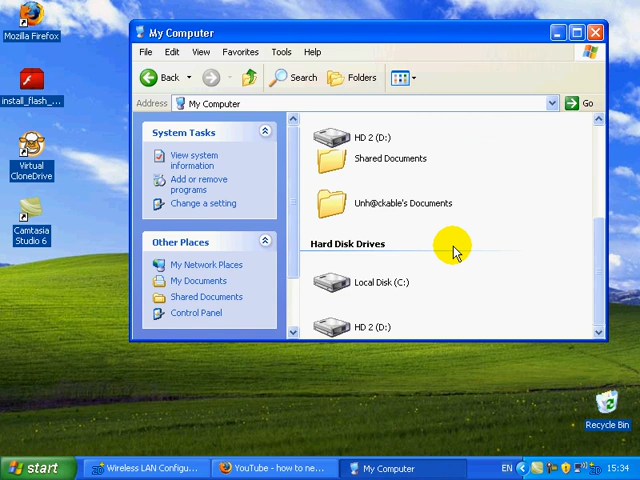 Mozilla Firefox
install_flash_...
Virtual
CloneDrive
Camtasia
Studio 6
My Computer
File Edit View Favorites Tools Help
Back Search Folders
Address My Computer Go
System Tasks
View system
information
Add or remove
programs
Change a setting
Other Places
My Network Places
My Documents
Shared Documents
Control Panel
HD 2 (D:)
Shared Documents
Unh@ckable's Documents
Hard Disk Drives
Local Disk (C:)
HD 2 (D:)
Recycle Bin
start Wireless LAN Configu... YouTube - how to ne... My Computer EN 15:34